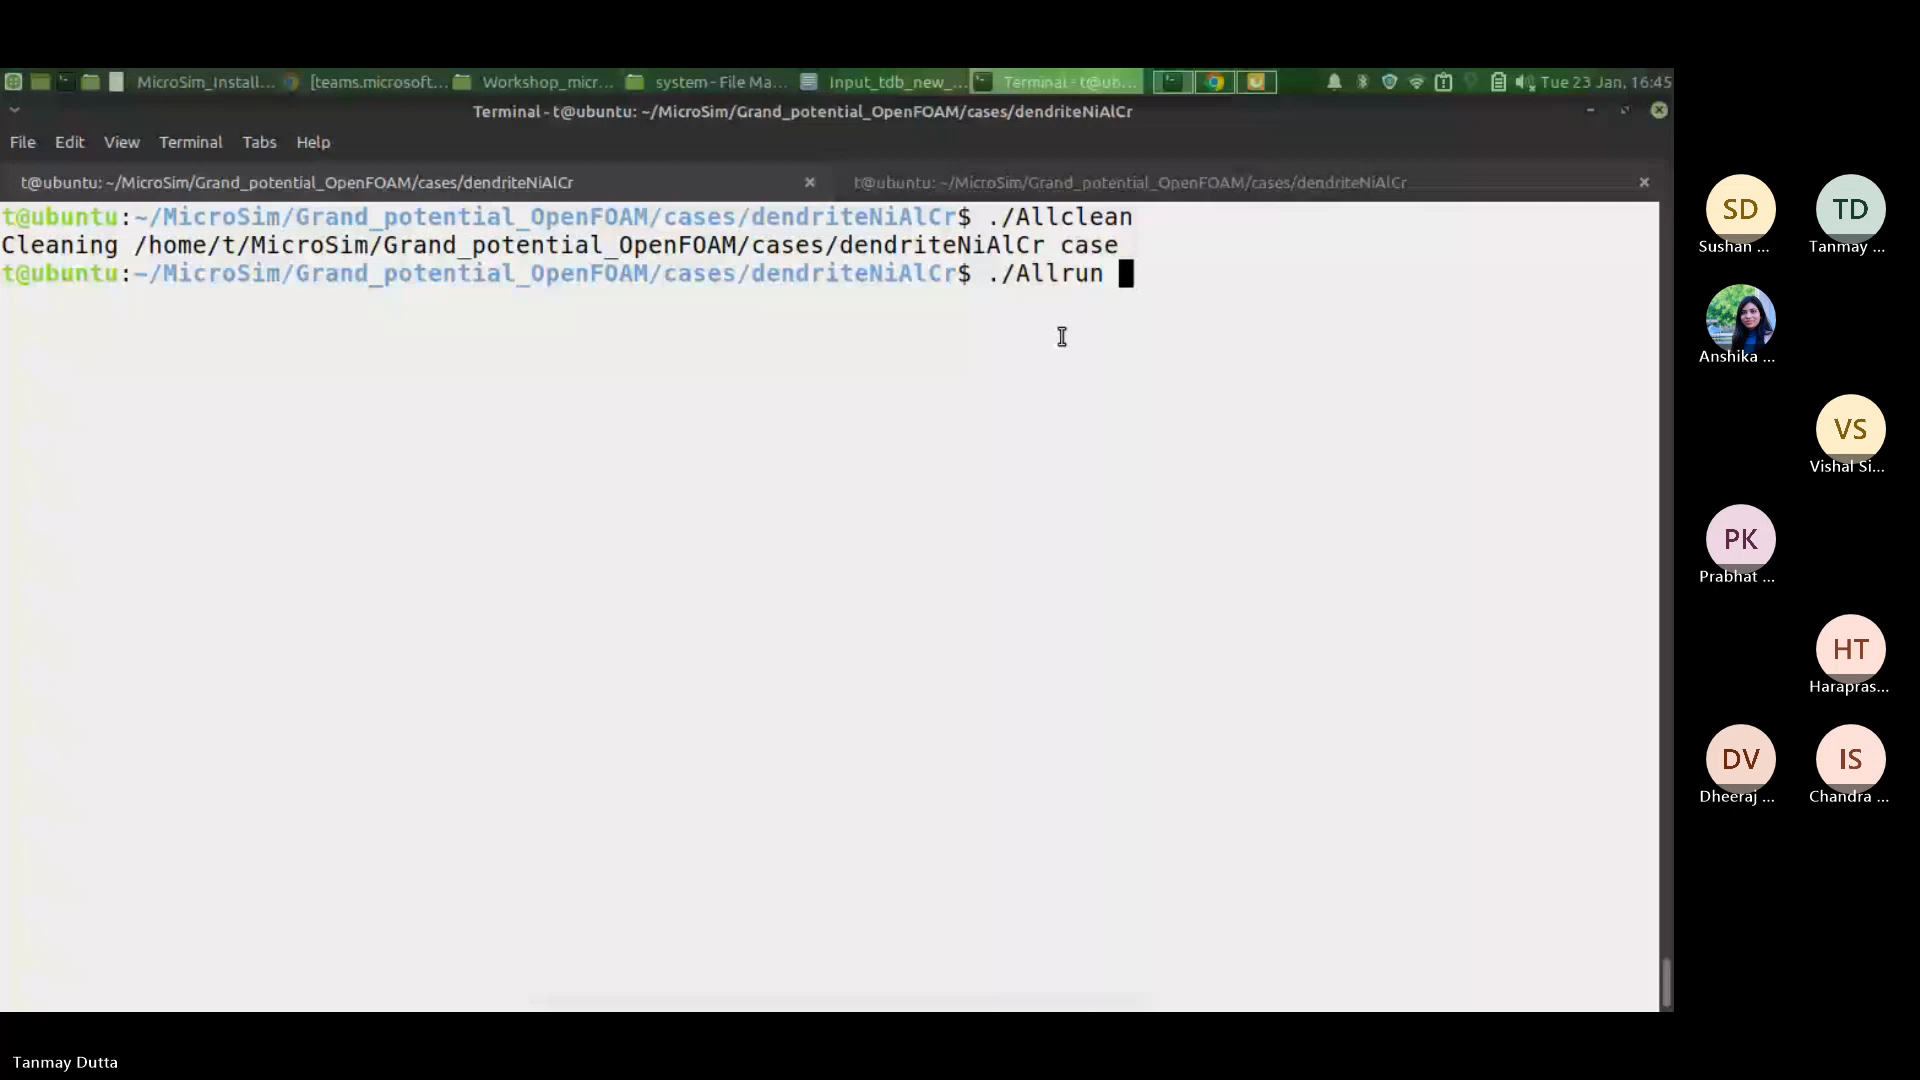 MicroSim_Install... [teams.microsoft... Workshop_micr... system - File Ma... Input_tdb_new_... Terminal - t@ub... Tue 23 Jan, 16:45
Terminal - t@ubuntu: ~/MicroSim/Grand_potential_OpenFOAM/cases/dendriteNiAlCr
File Edit View Terminal Tabs Help
t@ubuntu: ~/MicroSim/Grand_potential_OpenFOAM/cases/dendriteNiAlCr t@ubuntu: ~/MicroSim/Grand_potential_OpenFOAM/cases/dendriteNiAlCr
t@ubuntu:~/MicroSim/Grand_potential_OpenFOAM/cases/dendriteNiAlCr$ ./Allclean
Cleaning /home/t/MicroSim/Grand_potential_OpenFOAM/cases/dendriteNiAlCr case
t@ubuntu:~/MicroSim/Grand_potential_OpenFOAM/cases/dendriteNiAlCr$ ./Allrun
SD TD
Sushan ... Tanmay ...
Anshika ...
VS
Vishal Si...
PK
Prabhat ...
HT
Harapras...
DV IS
Dheeraj ... Chandra ...
Tanmay Dutta